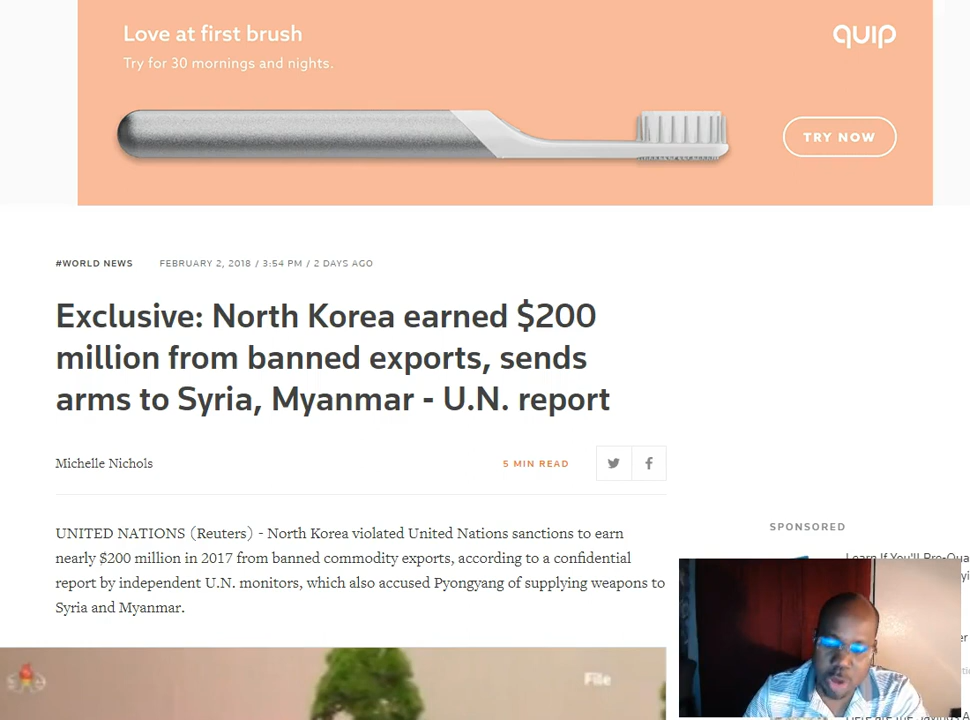 Love at first brush
quip
Try for 30 mornings and nights.
TRY NOW
#WORLD NEWS FEBRUARY 2, 2018 / 3:54 PM / 2 DAYS AGO
Exclusive: North Korea earned $200
million from banned exports, sends
arms to Syria, Myanmar - U.N. report
Michelle Nichols
5 MIN READ
UNITED NATIONS (Reuters) - North Korea violated United Nations sanctions to earn
nearly $200 million in 2017 from banned commodity exports, according to a confidential
report by independent U.N. monitors, which also accused Pyongyang of supplying weapons to
Syria and Myanmar.
SPONSORED
Learn If You'll
File